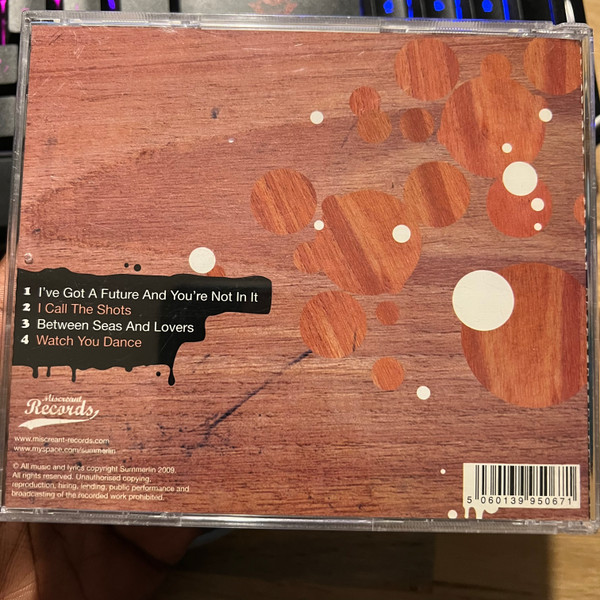 1 I've Got A Future And You're Not In It
2 I Call The Shots
3 Between Seas And Lovers
4 Watch You Dance
Miscreant
Records
www.miscreant-records.com
www.myspace.com/summerlin
© All music and lyrics copyright Summerlin 2009.
All rights reserved. Unauthorised copying,
reproduction, hiring, lending, public performance and
broadcasting of the recorded work prohibited.
5 060139 950671